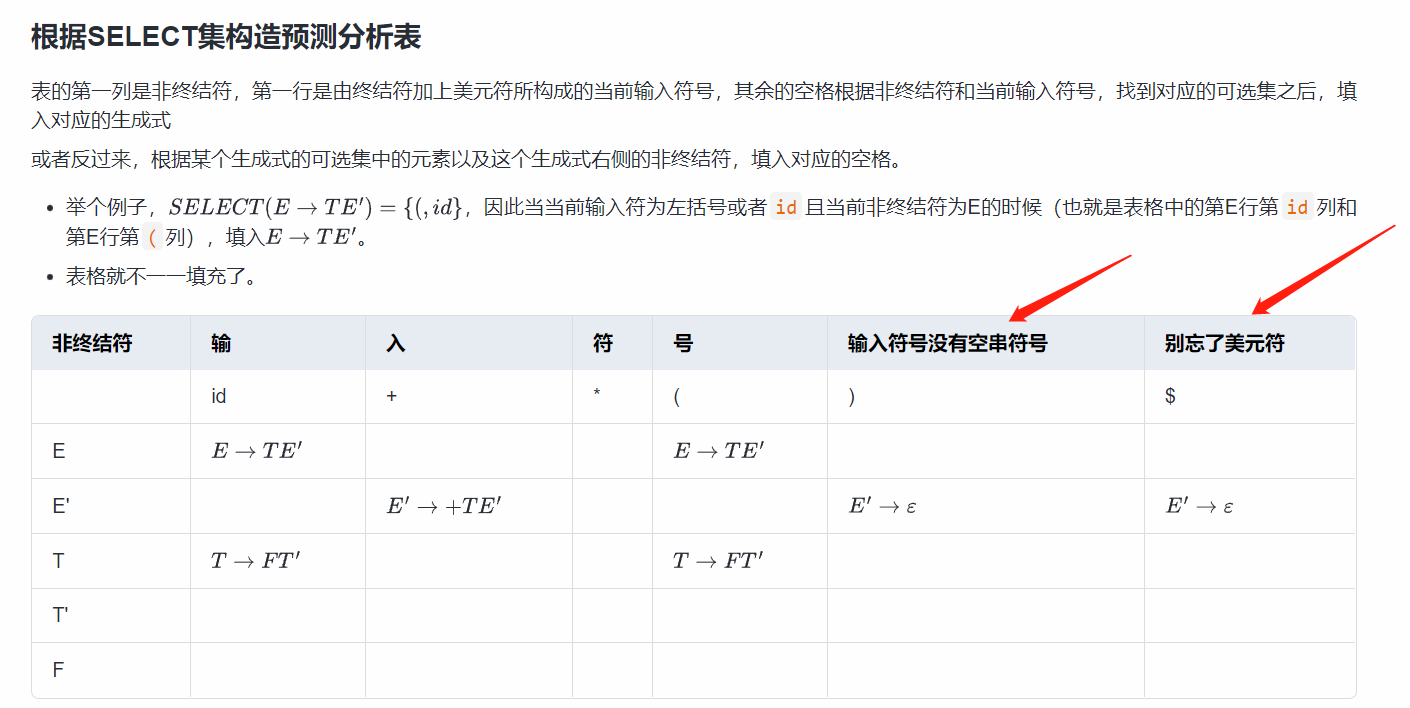 根据SELECT集构造预测分析表
表的第一列是非终结符，第一行是由终结符加上美元符所构成的当前输入符号，其余的空格根据非终结符和当前输入符号，找到对应的可选集之后，填
入对应的生成式
或者反过来，根据某个生成式的可选集中的元素以及这个生成式右侧的非终结符，填入对应的空格。
• 举个例子，SELECT(E → TE′) = {(, id}，因此当当前输入符为左括号或者 id 且当前非终结符为E的时候（也就是表格中的第E行第 id 列和
第E行第 ( 列），填入E → TE′。
• 表格就不一一填充了。
非终结符 输 入 符 号 输入符号没有空串符号 别忘了美元符
id + * ( ) $
E E → TE′ E → TE′
E' E′ → +TE′ E′ → ε E′ → ε
T T → FT′ T → FT′
T'
F